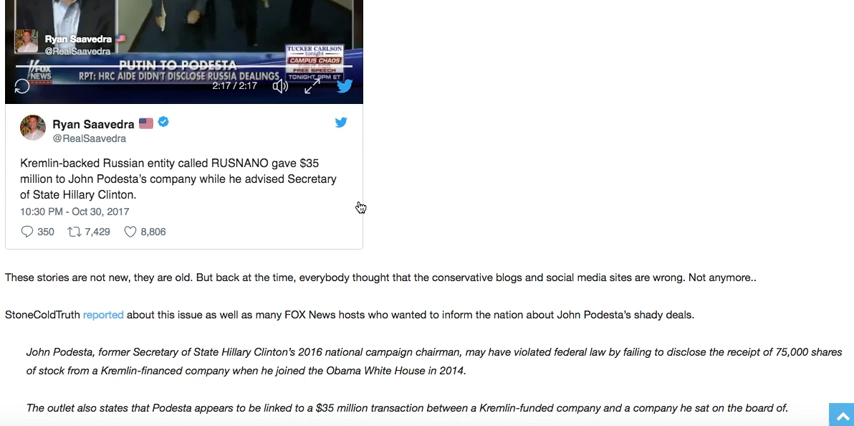 Ryan Saavedra
@RealSaavedra
TUCKER CARLSON
tonight
CAMPUS CHAOS
FREE SPEECH
TONIGHT 9PM ET
FOX
NEWS
PUTIN TO PODESTA
RPT: HRC AIDE DIDN'T DISCLOSE RUSSIA DEALINGS
2:17 / 2:17
Ryan Saavedra
@RealSaavedra
Kremlin-backed Russian entity called RUSNANO gave $35
million to John Podesta's company while he advised Secretary
of State Hillary Clinton.
10:30 PM - Oct 30, 2017
350 7,429 8,806
These stories are not new, they are old. But back at the time, everybody thought that the conservative blogs and social media sites are wrong. Not anymore..
StoneColdTruth reported about this issue as well as many FOX News hosts who wanted to inform the nation about John Podesta's shady deals.
John Podesta, former Secretary of State Hillary Clinton's 2016 national campaign chairman, may have violated federal law by failing to disclose the receipt of 75,000 shares
of stock from a Kremlin-financed company when he joined the Obama White House in 2014.
The outlet also states that Podesta appears to be linked to a $35 million transaction between a Kremlin-funded company and a company he sat on the board of.